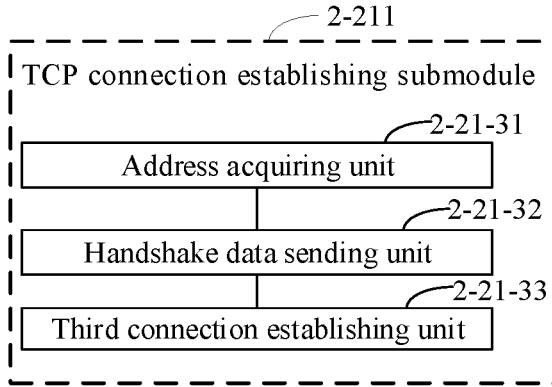 2-211
TCP connection establishing submodule
2-21-31
Address acquiring unit
2-21-32
Handshake data sending unit
2-21-33
Third connection establishing unit